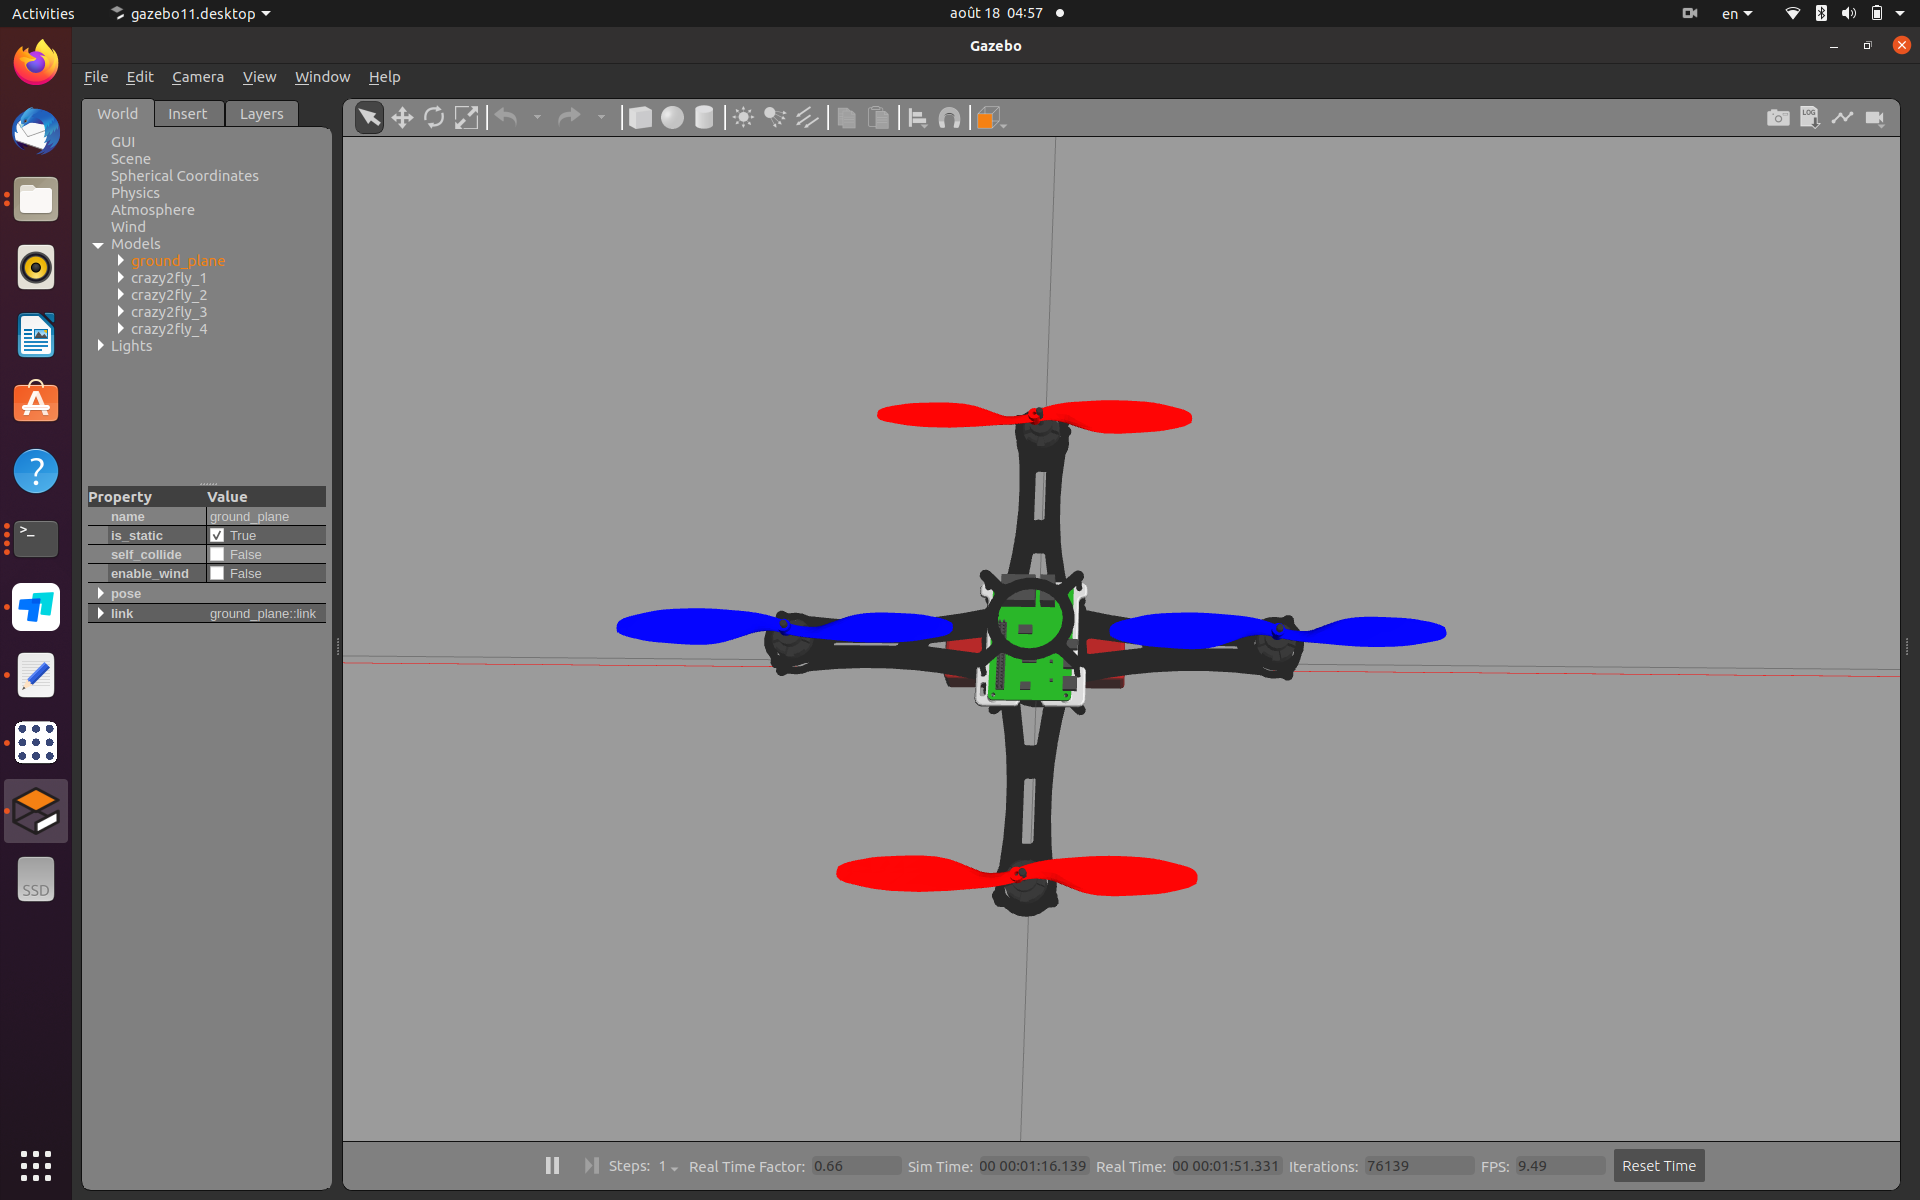 Activities
gazebo11.desktop
août 18 04:57
en
Gazebo
File Edit Camera View Window Help
World Insert Layers
GUI
Scene
Spherical Coordinates
Physics
Atmosphere
Wind
Models
ground_plane
crazy2fly_1
crazy2fly_2
crazy2fly_3
crazy2fly_4
Lights
Property Value
name ground_plane
is_static True
self_collide False
enable_wind False
pose
link ground_plane::link
LOG
>_
?
SSD
Steps: 1 Real Time Factor: 0.66 Sim Time: 00 00:01:16.139 Real Time: 00 00:01:51.331 Iterations: 76139 FPS: 9.49 Reset Time